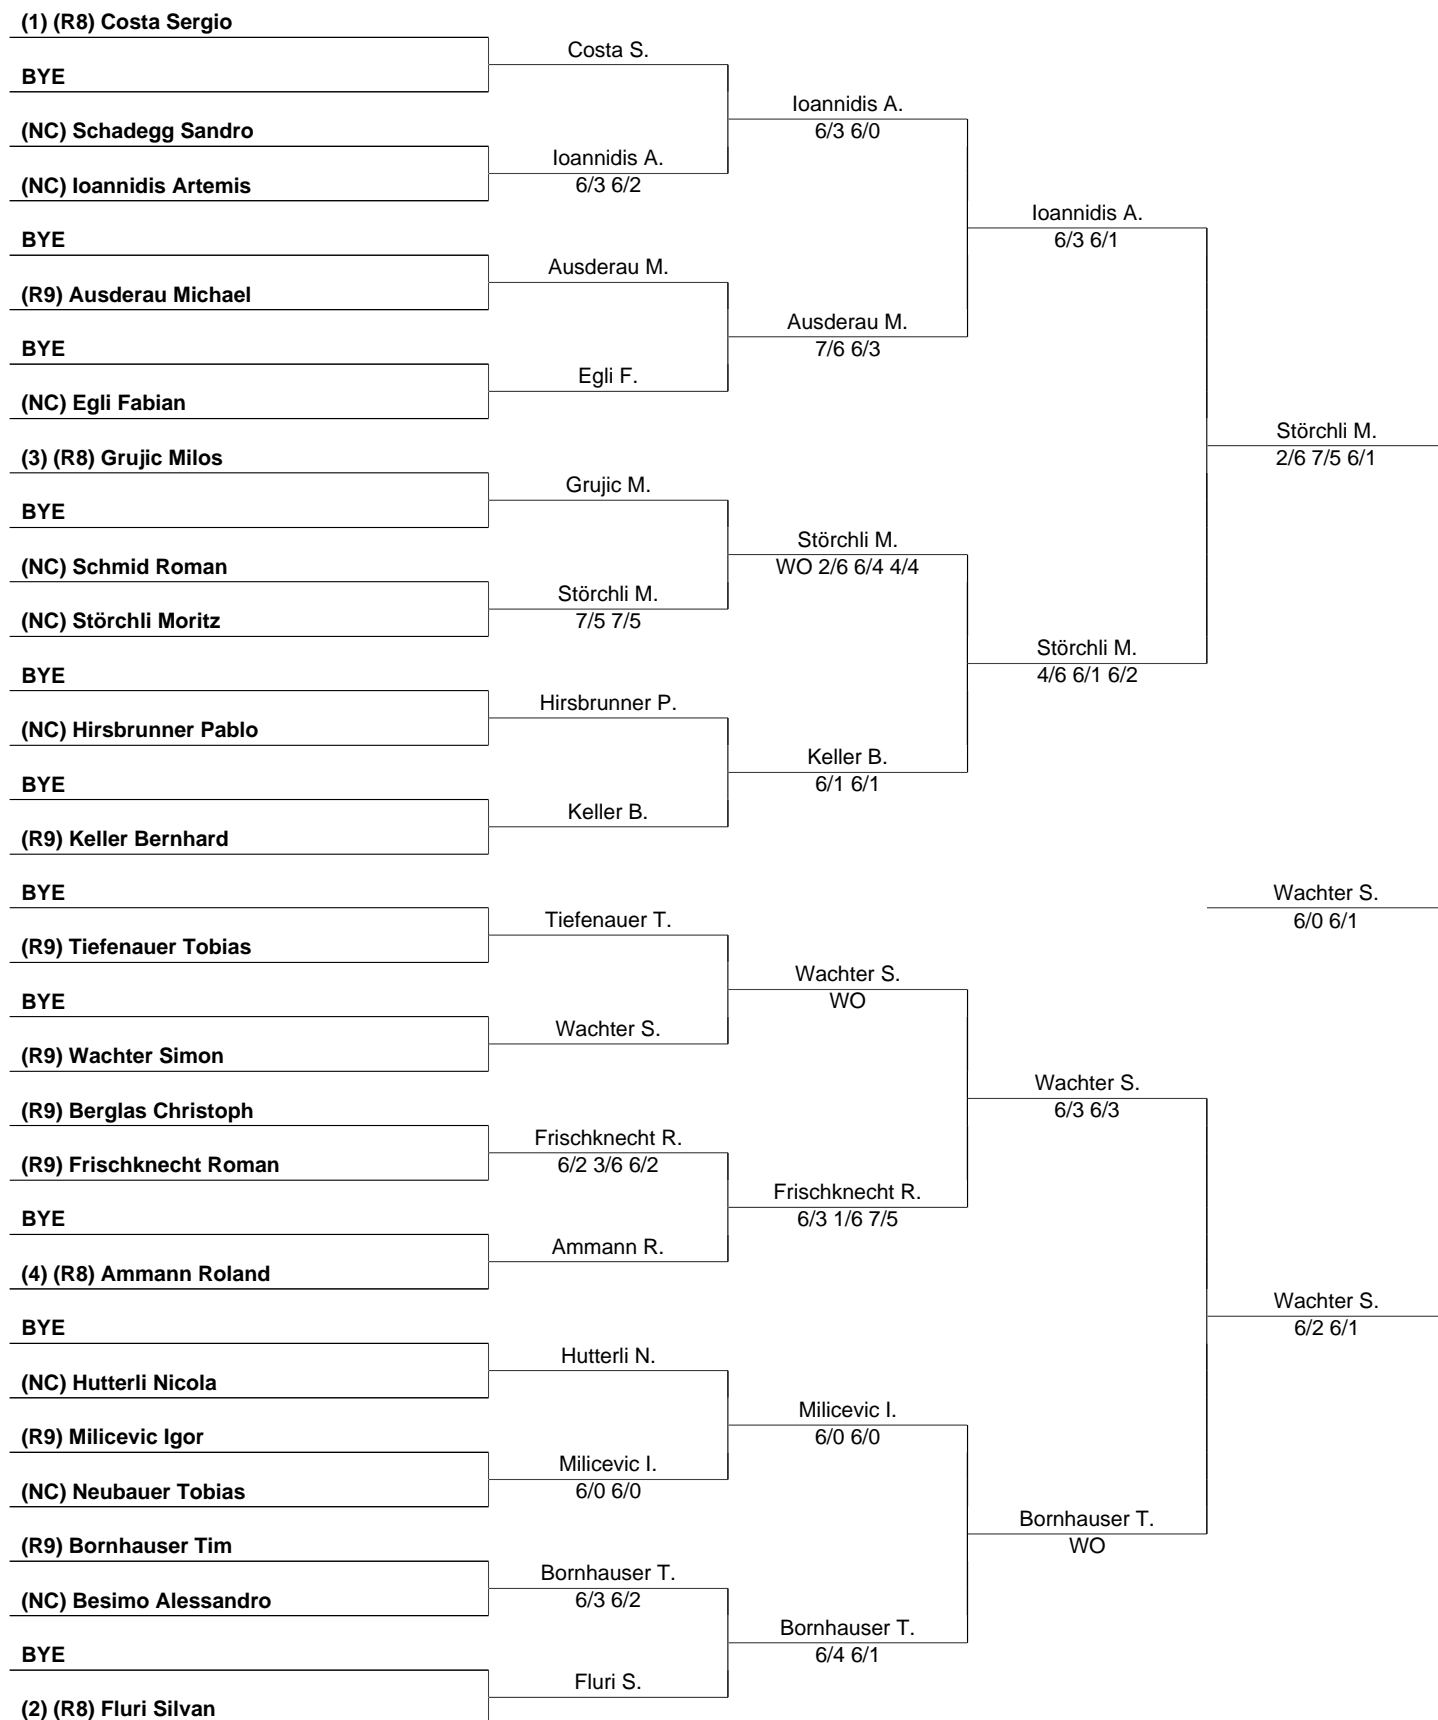 (1) (R8) Costa Sergio
Costa S.
BYE
Ioannidis A.
6/3 6/0
(NC) Schadegg Sandro
Ioannidis A.
6/3 6/2
(NC) Ioannidis Artemis
Ioannidis A.
6/3 6/1
BYE
Ausderau M.
(R9) Ausderau Michael
Ausderau M.
7/6 6/3
BYE
Egli F.
(NC) Egli Fabian
Störchli M.
2/6 7/5 6/1
(3) (R8) Grujic Milos
Grujic M.
BYE
Störchli M.
WO 2/6 6/4 4/4
(NC) Schmid Roman
Störchli M.
7/5 7/5
(NC) Störchli Moritz
Störchli M.
4/6 6/1 6/2
BYE
Hirsbrunner P.
(NC) Hirsbrunner Pablo
Keller B.
6/1 6/1
BYE
Keller B.
(R9) Keller Bernhard
BYE
Wachter S.
6/0 6/1
Tiefenauer T.
(R9) Tiefenauer Tobias
Wachter S.
WO
BYE
Wachter S.
(R9) Wachter Simon
Wachter S.
6/3 6/3
(R9) Berglas Christoph
Frischknecht R.
6/2 3/6 6/2
(R9) Frischknecht Roman
Frischknecht R.
6/3 1/6 7/5
BYE
Ammann R.
(4) (R8) Ammann Roland
Wachter S.
6/2 6/1
BYE
Hutterli N.
(NC) Hutterli Nicola
Milicevic I.
6/0 6/0
(R9) Milicevic Igor
Milicevic I.
6/0 6/0
(NC) Neubauer Tobias
Bornhauser T.
WO
(R9) Bornhauser Tim
Bornhauser T.
6/3 6/2
(NC) Besimo Alessandro
Bornhauser T.
6/4 6/1
BYE
Fluri S.
(2) (R8) Fluri Silvan